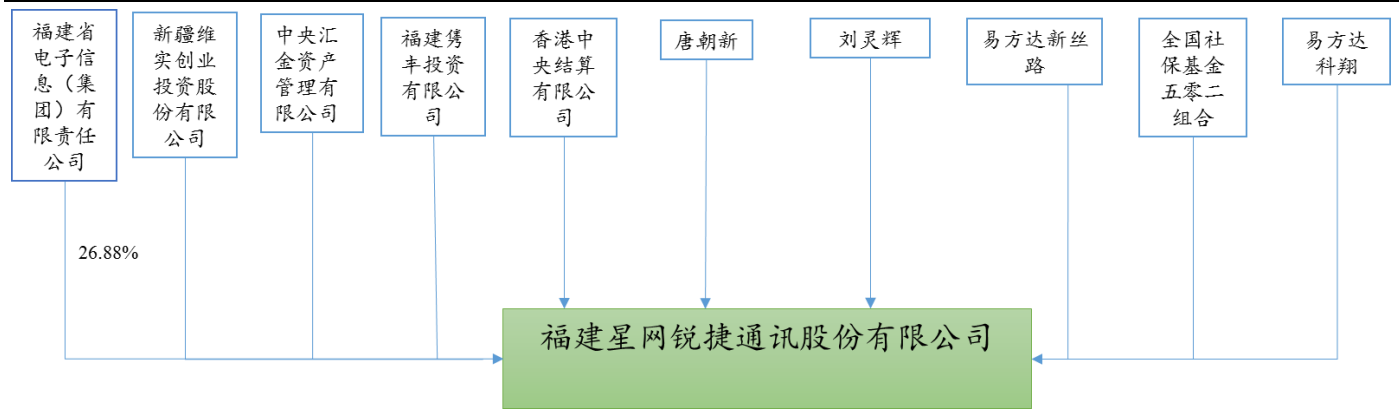 福建省
电子信
息（集
团）有
限责任
公司
新疆维
实创业
投资股
份有限
公司
中央汇
金资产
管理有
限公司
福建隽
丰投资
有限公
司
香港中
央结算
有限公
司
唐朝新
刘灵辉
易方达新丝
路
全国社
保基金
五零二
组合
易方达
科翔
26.88%
福建星网锐捷通讯股份有限公司